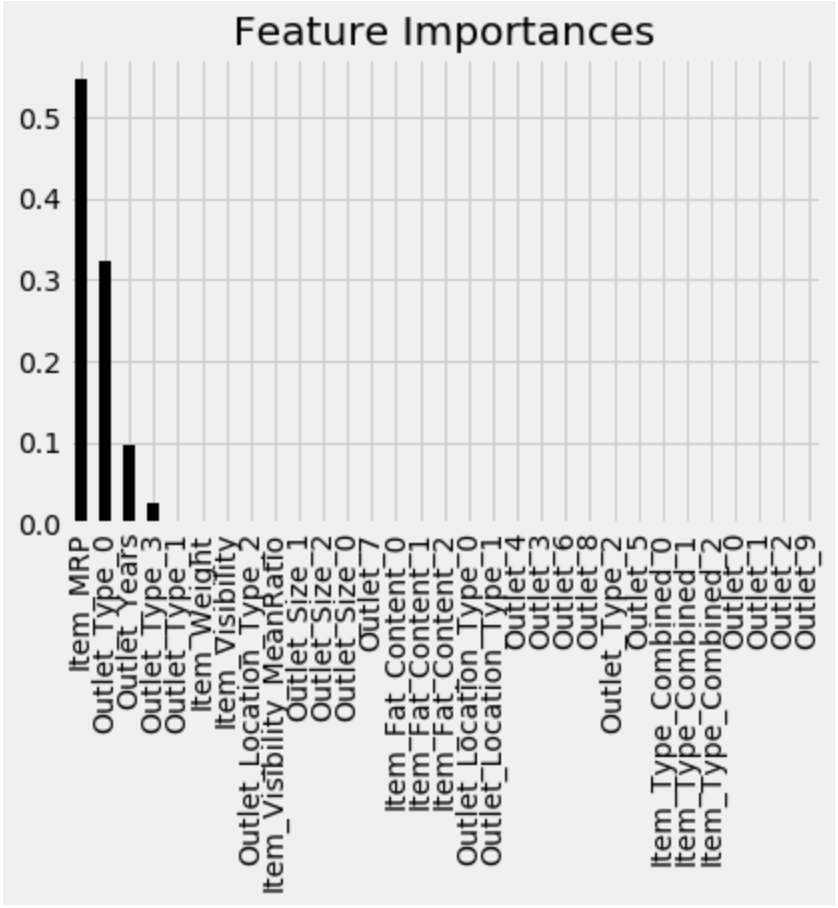 Feature Importances
0.5
0.4
0.3
0.2
0.1
0.0
Item_MRP
Outlet_Type_0
Outlet_Years
Outlet_Type_3
Outlet_Type_1
Item_Weight
Item_Visibility
Outlet_Location_Type_2
Item_Visibility_MeanRatio
Outlet_Size_1
Outlet_Size_2
Outlet_Size_0
Outlet_7
Item_Fat_Content_0
Item_Fat_Content_1
Item_Fat_Content_2
Outlet_Location_Type_0
Outlet_Location_Type_1
Outlet_4
Outlet_3
Outlet_6
Outlet_8
Outlet_Type_2
Outlet_5
Item_Type_Combined_0
Item_Type_Combined_1
Item_Type_Combined_2
Outlet_0
Outlet_1
Outlet_2
Outlet_9